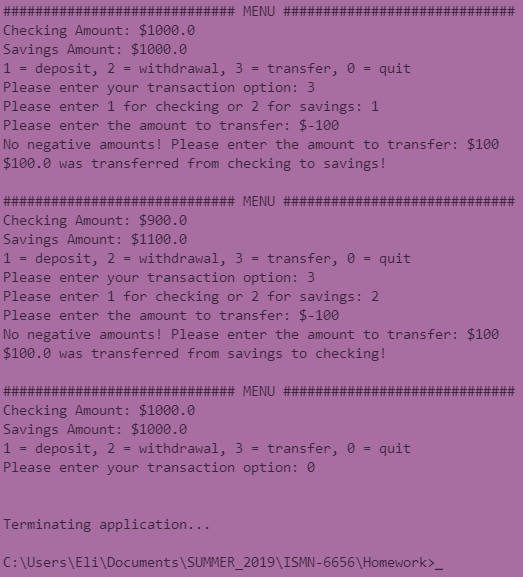 ############################# MENU #############################
Checking Amount: $1000.0
Savings Amount: $1000.0
1 = deposit, 2 = withdrawal, 3 = transfer, 0 = quit
Please enter your transaction option: 3
Please enter 1 for checking or 2 for savings: 1
Please enter the amount to transfer: $-100
No negative amounts! Please enter the amount to transfer: $100
$100.0 was transferred from checking to savings!
############################# MENU #############################
Checking Amount: $900.0
Savings Amount: $1100.0
1 = deposit, 2 = withdrawal, 3 = transfer, 0 = quit
Please enter your transaction option: 3
Please enter 1 for checking or 2 for savings: 2
Please enter the amount to transfer: $-100
No negative amounts! Please enter the amount to transfer: $100
$100.0 was transferred from savings to checking!
############################# MENU #############################
Checking Amount: $1000.0
Savings Amount: $1000.0
1 = deposit, 2 = withdrawal, 3 = transfer, 0 = quit
Please enter your transaction option: 0
Terminating application...
C:\Users\Eli\Documents\SUMMER_2019\ISMN-6656\Homework>_